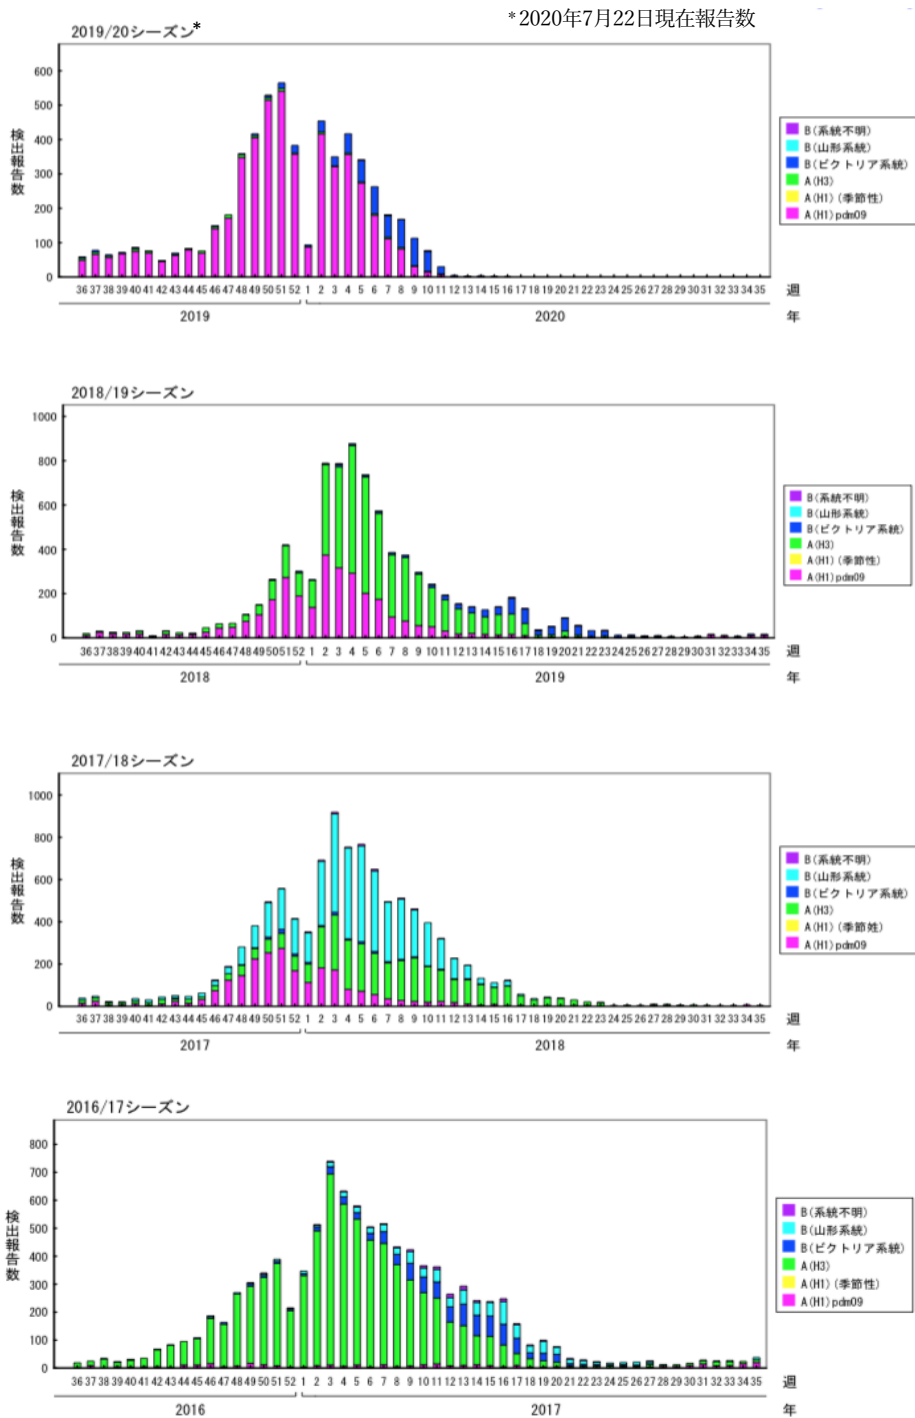 *2020年7月22日現在報告数
2019/20シーズン*
600
500
400
300
200
100
0
検出報告数
B(系統不明)
B(山形系統)
B(ビクトリア系統)
A(H3)
A(H1)(季節性)
A(H1)pdm09
36 37 38 39 40 41 42 43 44 45 46 47 48 49 50 51 52 1 2 3 4 5 6 7 8 9 10 11 12 13 14 15 16 17 18 19 20 21 22 23 24 25 26 27 28 29 30 31 32 33 34 35 週
2019 2020 年
2018/19シーズン
1000
800
600
400
200
0
検出報告数
B(系統不明)
B(山形系統)
B(ビクトリア系統)
A(H3)
A(H1)(季節性)
A(H1)pdm09
36 37 38 39 40 41 42 43 44 45 46 47 48 49 50 51 52 1 2 3 4 5 6 7 8 9 10 11 12 13 14 15 16 17 18 19 20 21 22 23 24 25 26 27 28 29 30 31 32 33 34 35 週
2018 2019 年
2017/18シーズン
1000
800
600
400
200
0
検出報告数
B(系統不明)
B(山形系統)
B(ビクトリア系統)
A(H3)
A(H1)(季節姓)
A(H1)pdm09
36 37 38 39 40 41 42 43 44 45 46 47 48 49 50 51 52 1 2 3 4 5 6 7 8 9 10 11 12 13 14 15 16 17 18 19 20 21 22 23 24 25 26 27 28 29 30 31 32 33 34 35 週
2017 2018 年
2016/17シーズン
800
700
600
500
400
300
200
100
0
検出報告数
B(系統不明)
B(山形系統)
B(ビクトリア系統)
A(H3)
A(H1)(季節性)
A(H1)pdm09
36 37 38 39 40 41 42 43 44 45 46 47 48 49 50 51 52 1 2 3 4 5 6 7 8 9 10 11 12 13 14 15 16 17 18 19 20 21 22 23 24 25 26 27 28 29 30 31 32 33 34 35 週
2016 2017 年